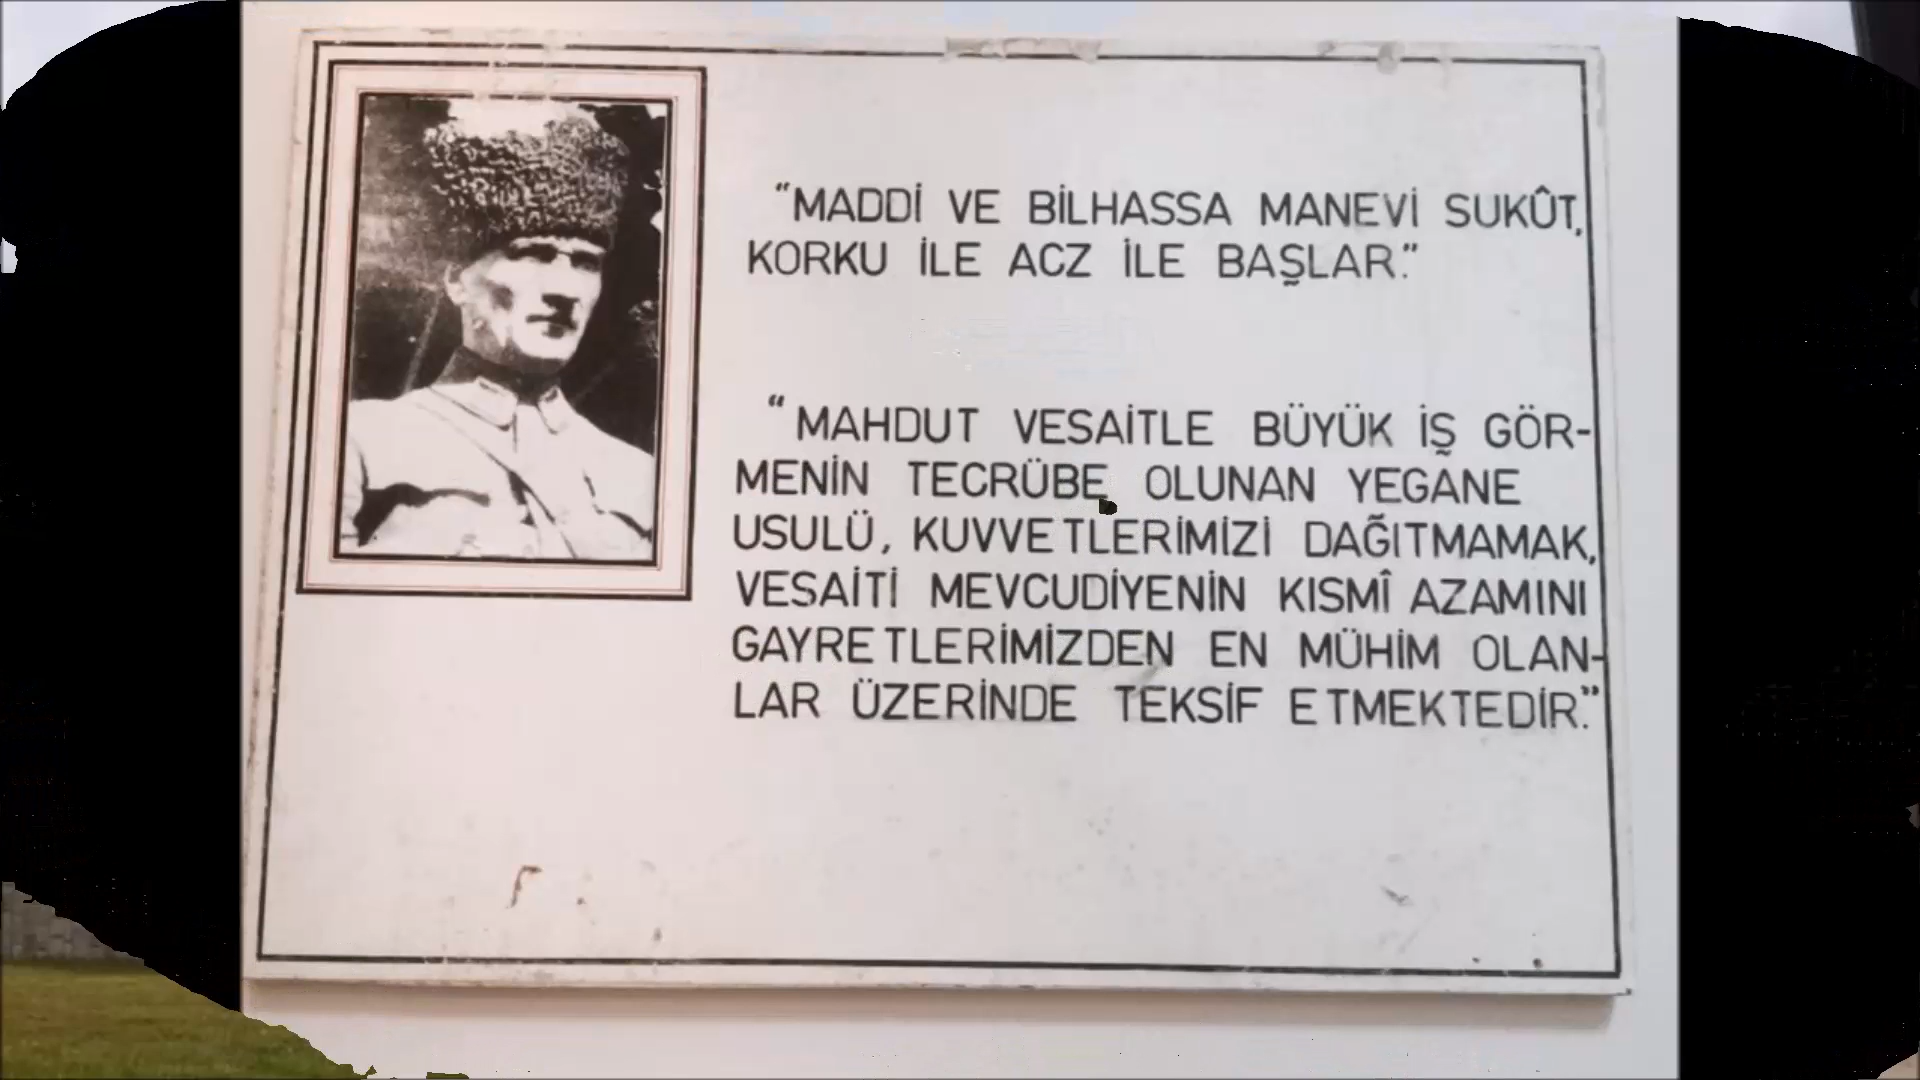 “MADDİ VE BİLHASSA MANEVİ SUKÛT,
KORKU İLE ACZ İLE BAŞLAR.”
“MAHDUT VESAİTLE BÜYÜK İŞ GÖR-
MENİN TECRÜBE OLUNAN YEGANE
USULÜ, KUVVETLERİMİZİ DAĞITMAMAK,
VESAİTİ MEVCUDİYENİN KISMÎ AZAMINI
GAYRETLERİMİZDEN EN MÜHİM OLAN-
LAR ÜZERİNDE TEKSİF ETMEKTEDİR.”